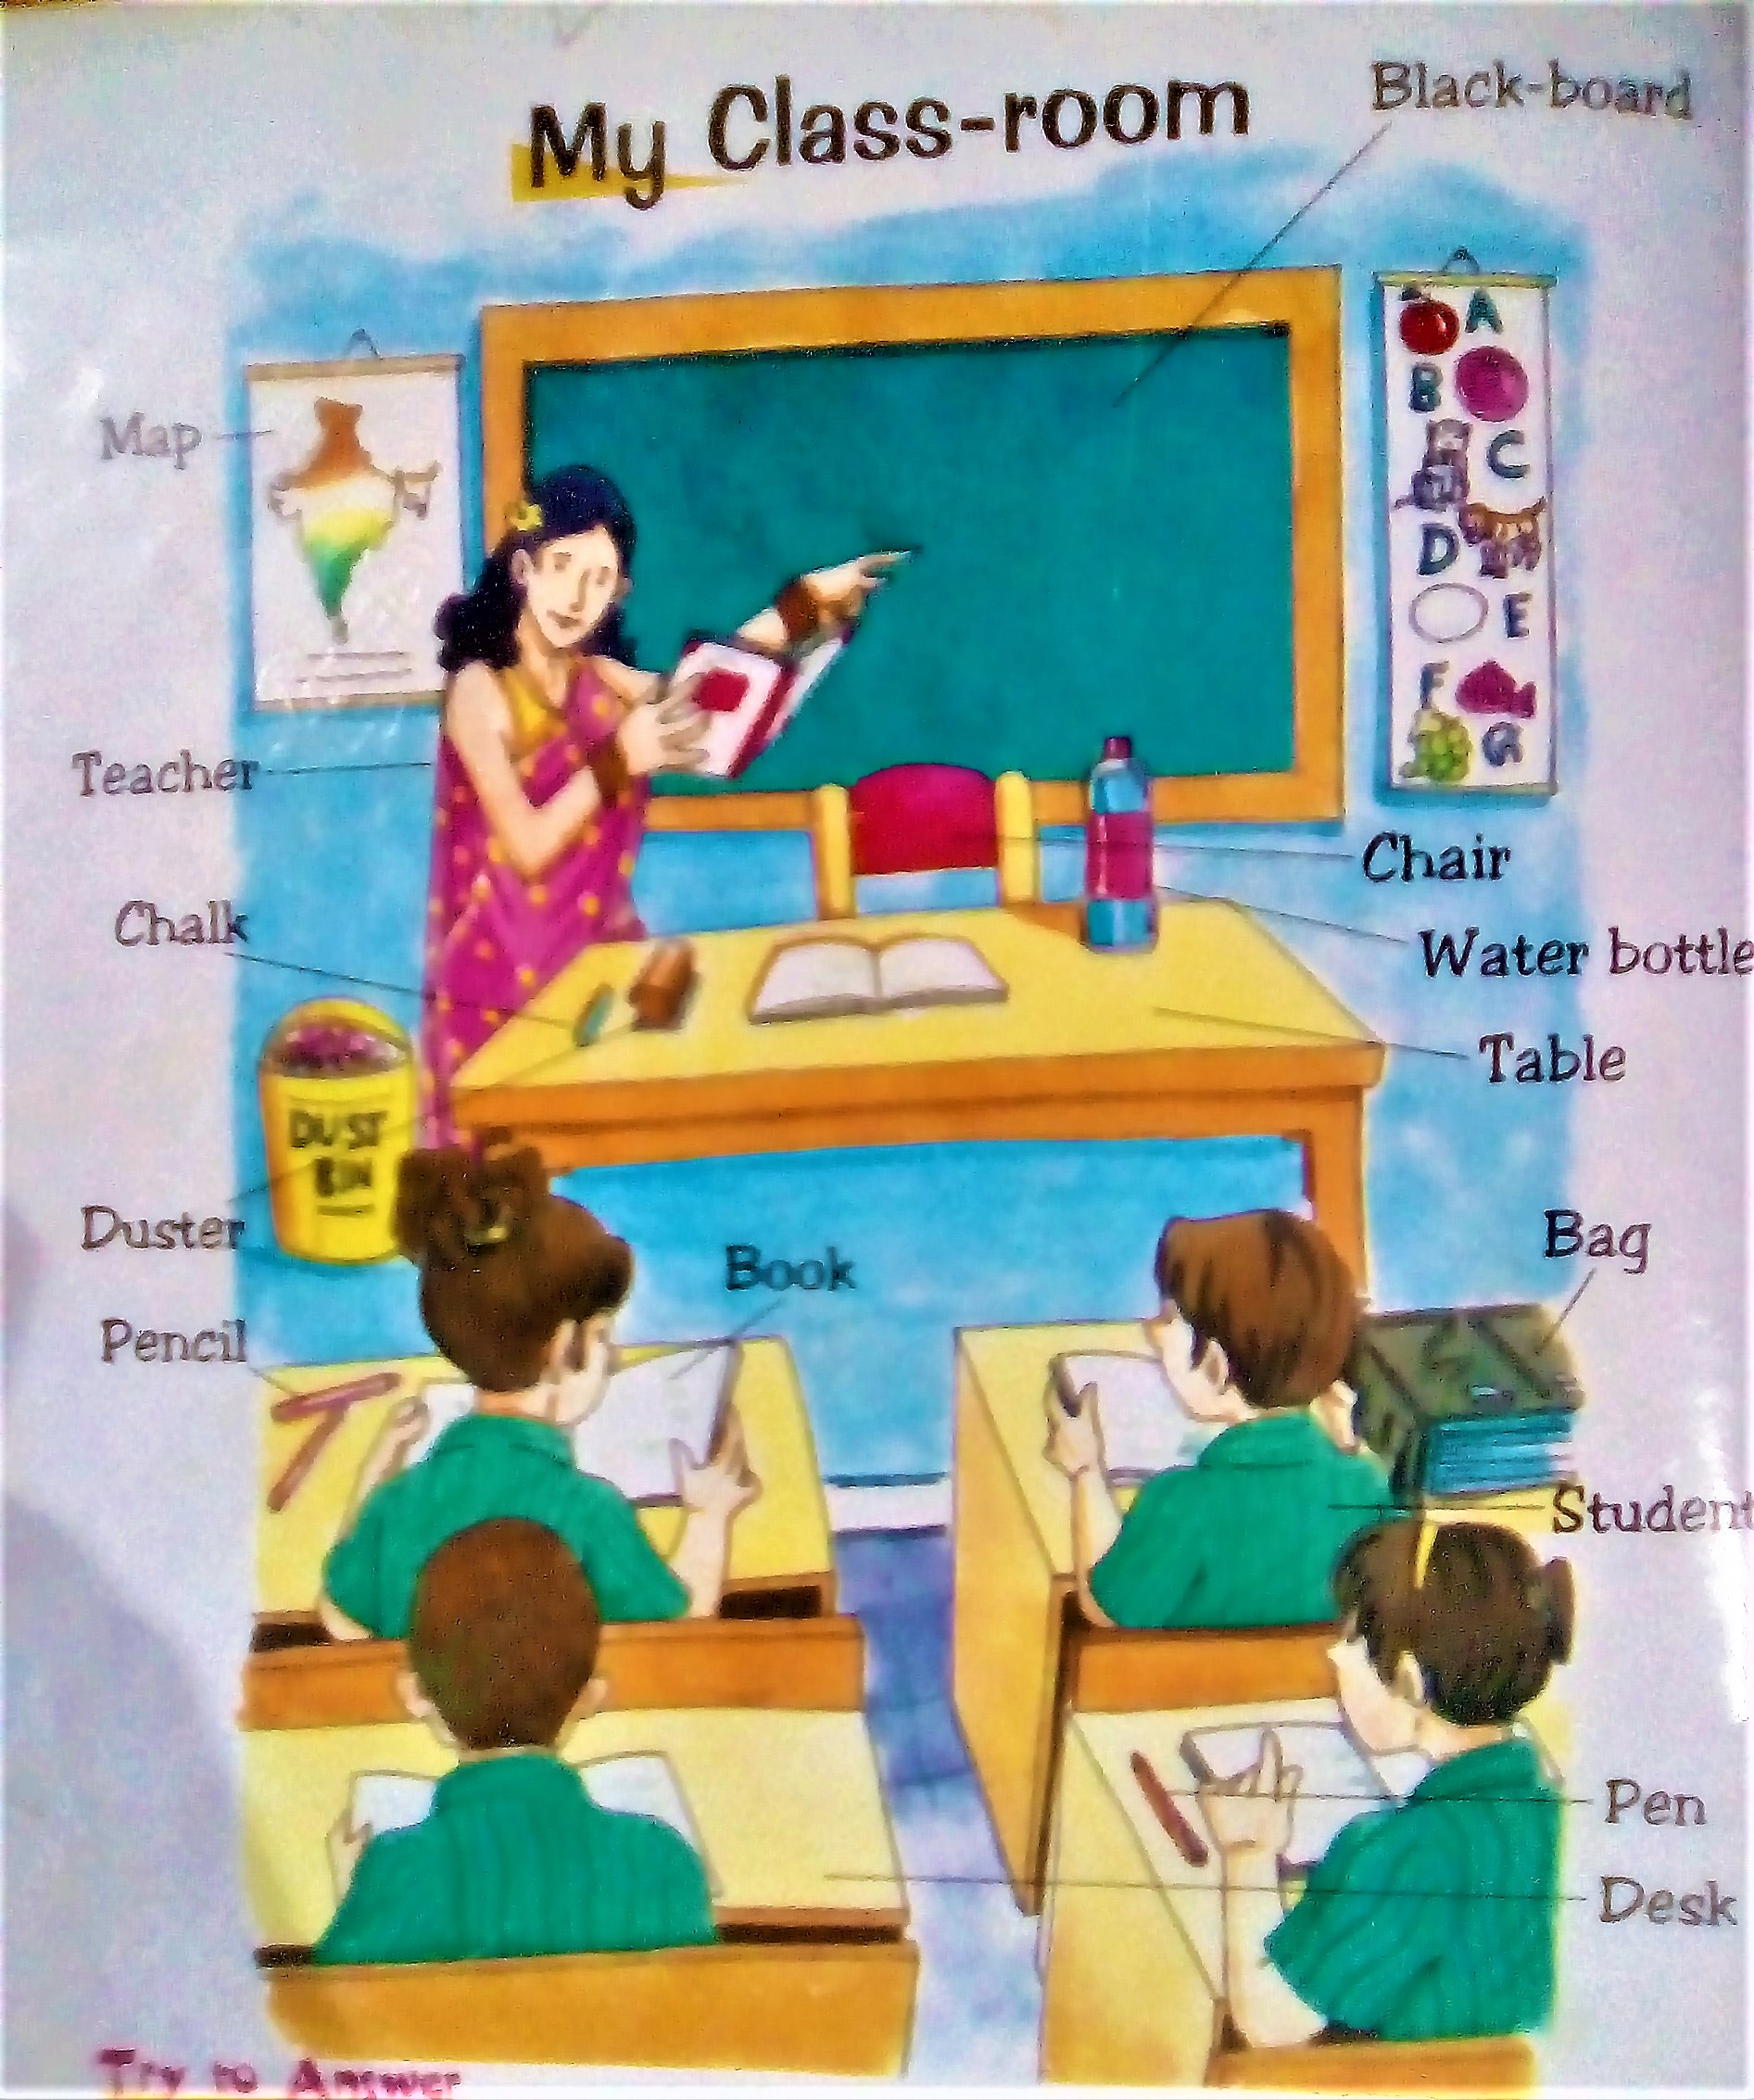 My Class-room
Black-board
A
B
C
D
E
F
G
Map
Teacher
Chair
Chalk
Water bottle
Table
DUST
BIN
Duster
Bag
Book
Pencil
Student
Pen
Desk
Try to Answer